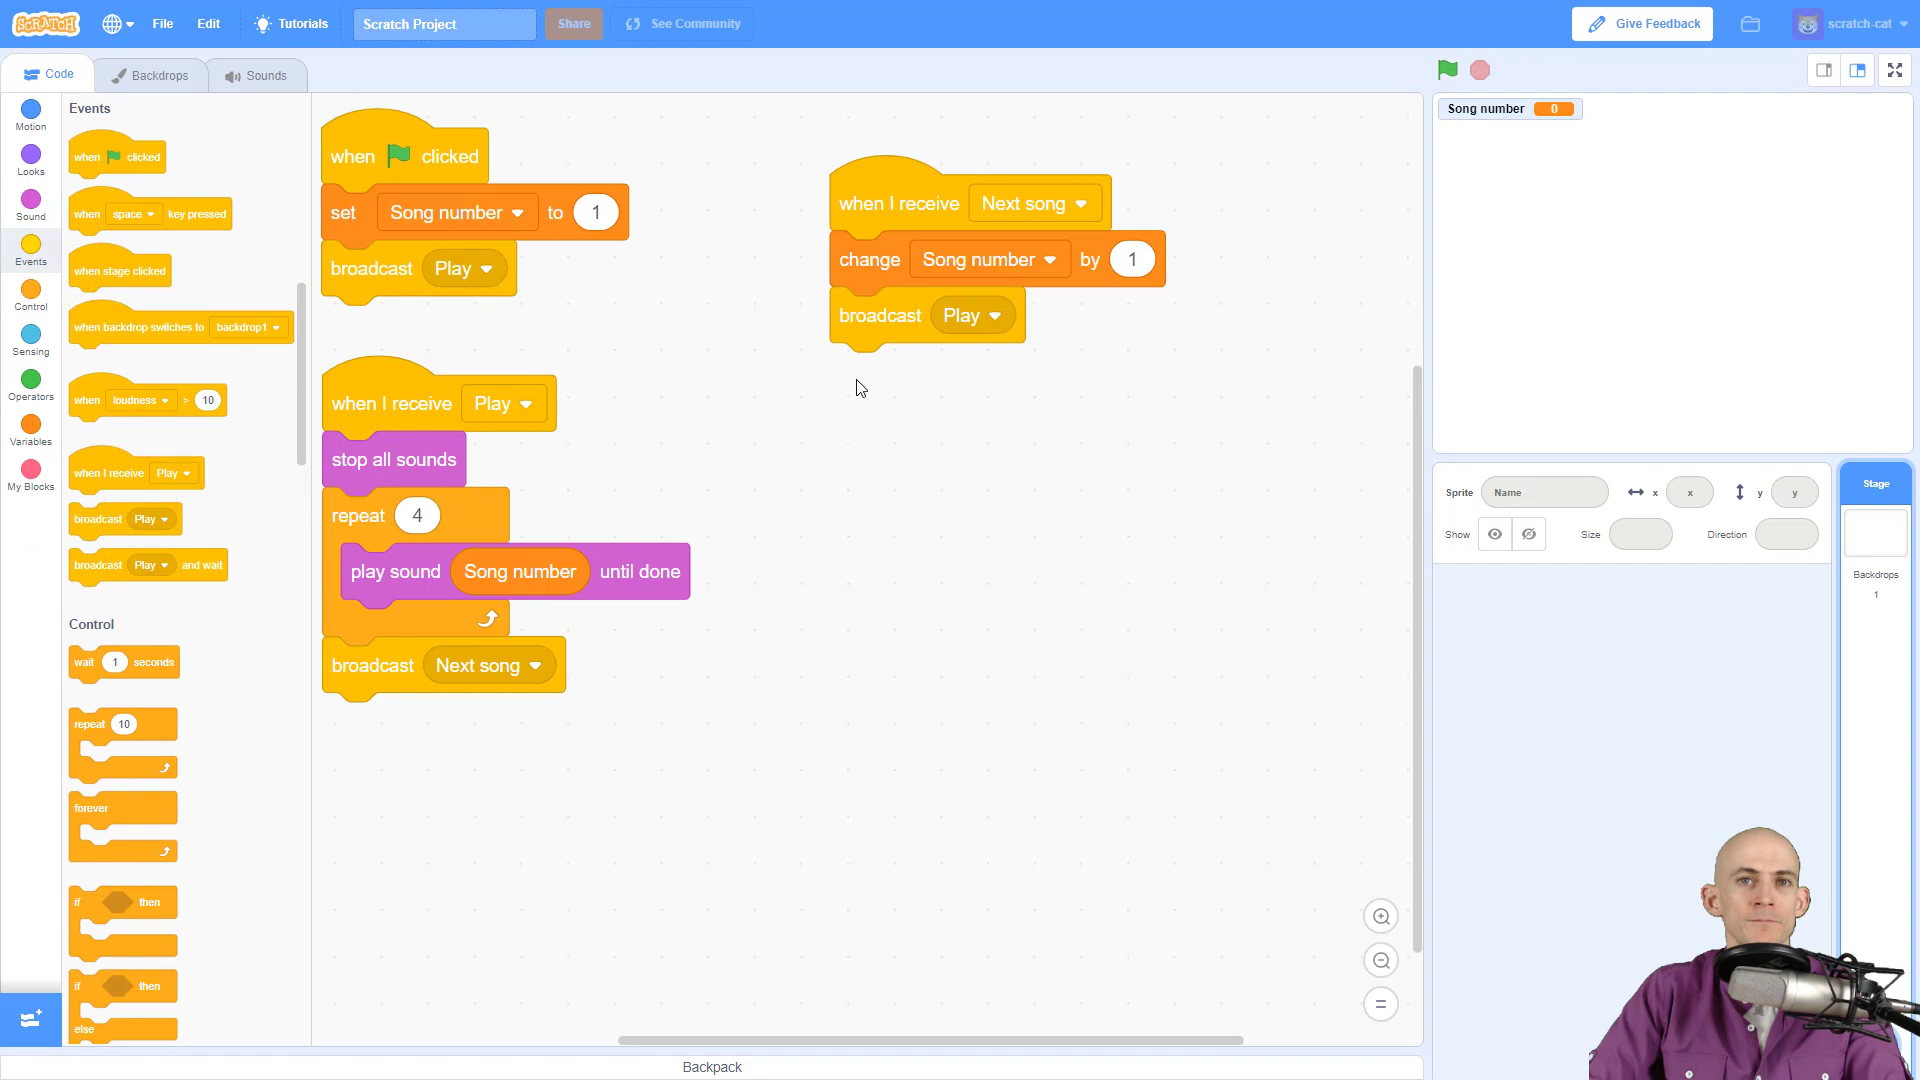 SCRATCH
File
Edit
Tutorials
Scratch Project
Share
See Community
Give Feedback
scratch-cat
Code
Backdrops
Sounds
Motion
Looks
Sound
Events
Control
Sensing
Operators
Variables
My Blocks
Events
when clicked
when space key pressed
when stage clicked
when backdrop switches to backdrop1
when loudness > 10
when I receive Play
broadcast Play
broadcast Play and wait
Control
wait 1 seconds
repeat 10
forever
if then
if then
else
when clicked
set Song number to 1
broadcast Play
when I receive Play
stop all sounds
repeat 4
play sound Song number until done
broadcast Next song
when I receive Next song
change Song number by 1
broadcast Play
Backpack
Song number 0
Sprite Name x x y y
Show Size Direction
Stage
Backdrops
1